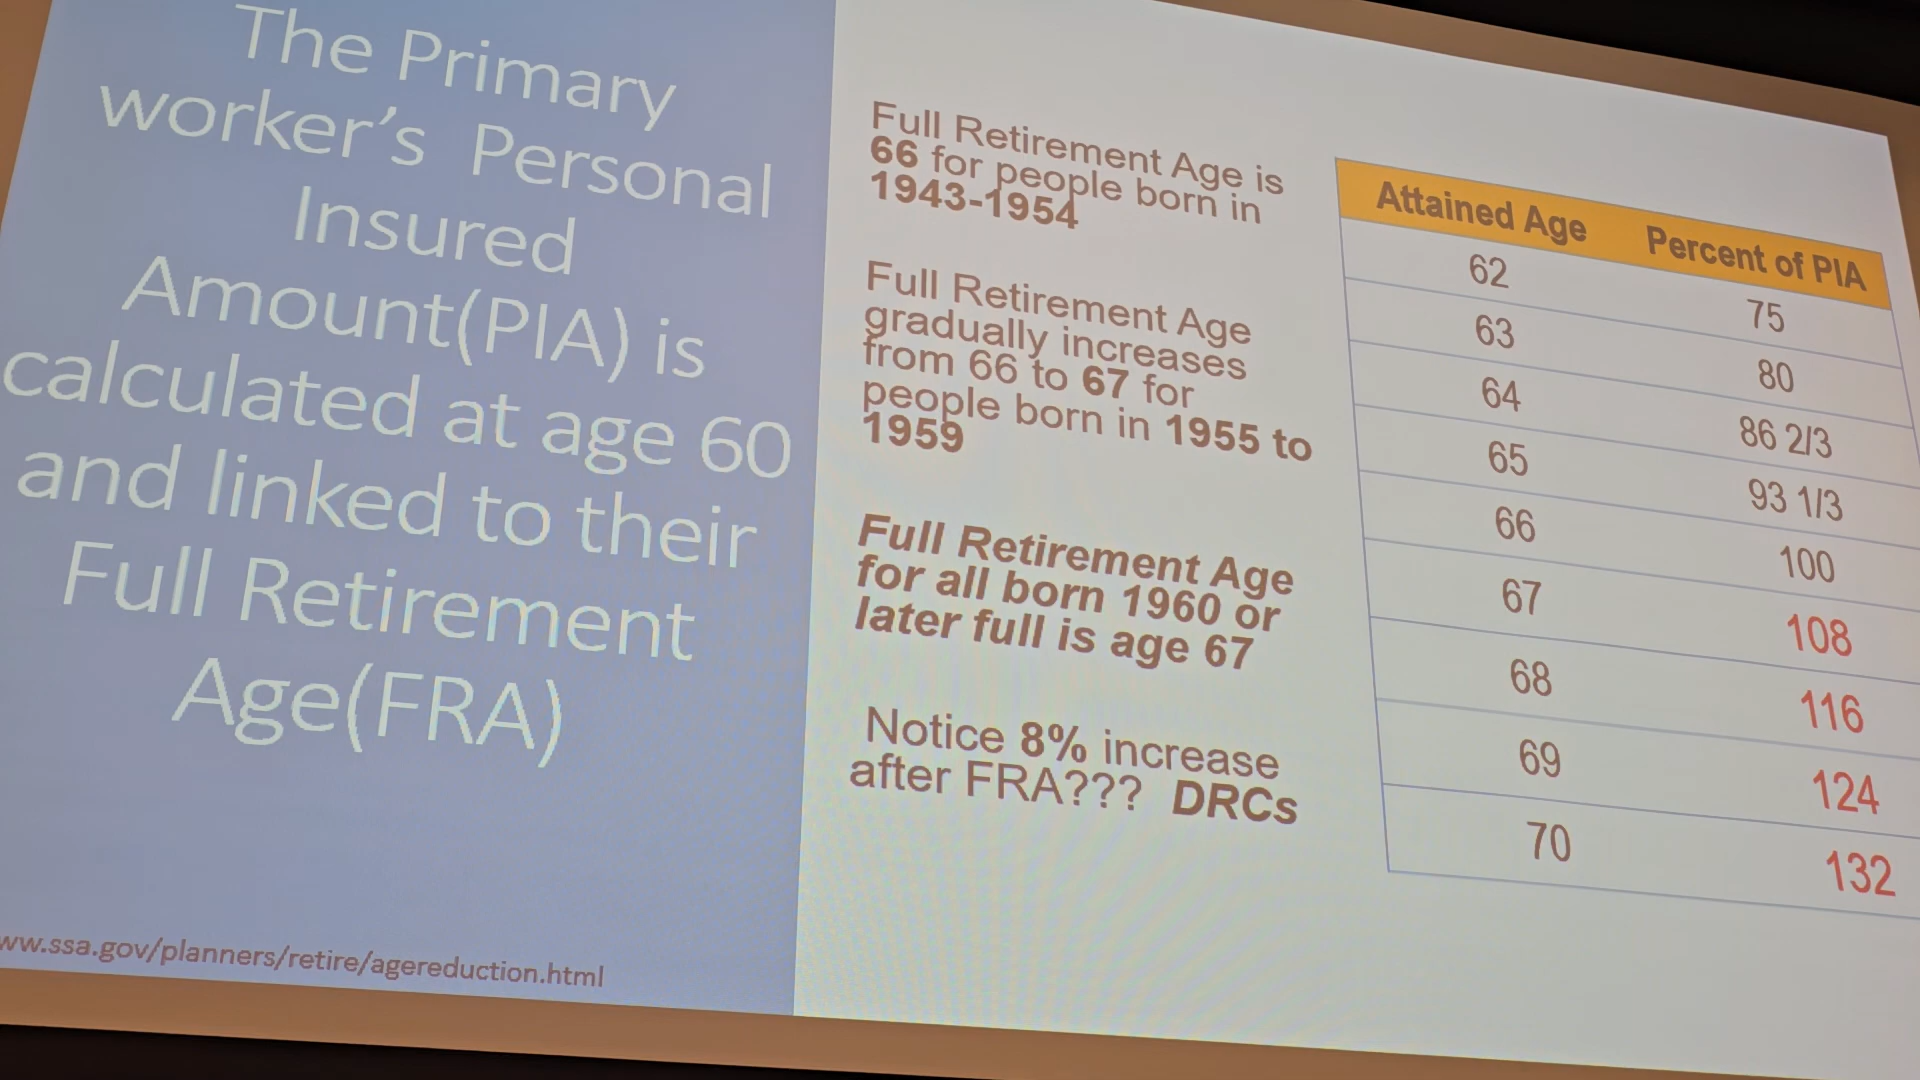 The Primary
worker's Personal
Insured
Amount(PIA) is
calculated at age 60
and linked to their
Full Retirement
Age(FRA)
ww.ssa.gov/planners/retire/agereduction.html
Full Retirement Age is
66 for people born in
1943-1954
Full Retirement Age
gradually increases
from 66 to 67 for
people born in 1955 to
1959
Full Retirement Age
for all born 1960 or
later full is age 67
Notice 8% increase
after FRA??? DRCs
Attained Age Percent of PIA
62 75
63 80
64 86 2/3
65 93 1/3
66 100
67 108
68 116
69 124
70 132